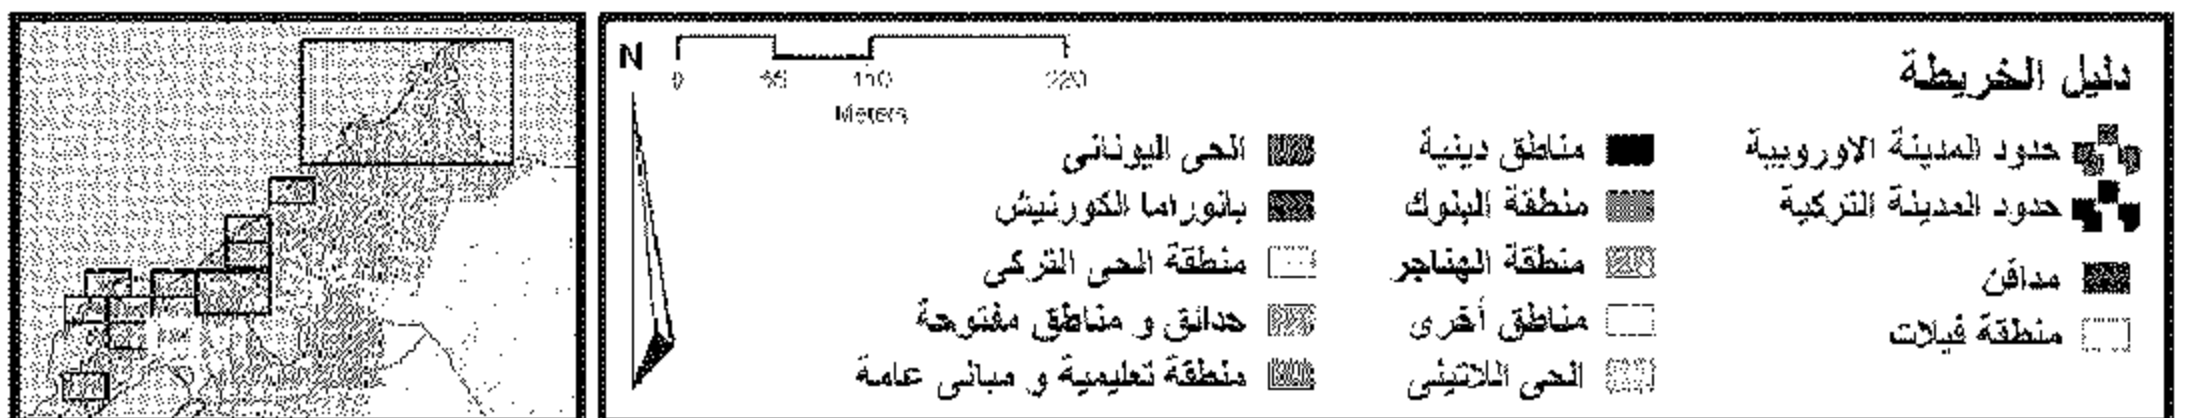 دليل الخريطة
N
0 55 110 220
Meters
حدود المدينة الاوروبية
حدود المدينة التركية
مدافن
منطقة فيلات
مناطق دينية
منطقة البنوك
منطقة الهناجر
مناطق أخرى
الحى اللاتينى
الحى اليونانى
بانوراما الكورنيش
منطقة الحى التركى
حدائق و مناطق مفتوحة
منطقة تعليمية و مبانى عامة